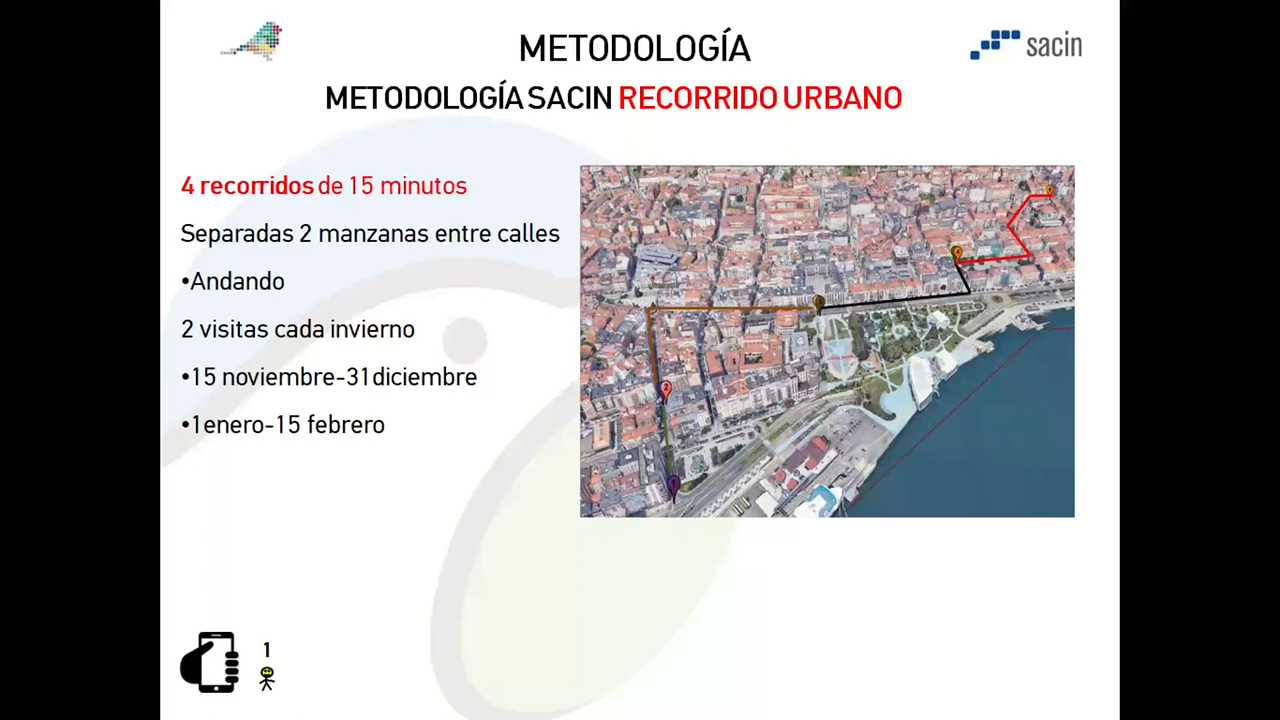 METODOLOGÍA
sacin
METODOLOGÍA SACIN RECORRIDO URBANO
4 recorridos de 15 minutos
Separadas 2 manzanas entre calles
•Andando
2 visitas cada invierno
•15 noviembre-31diciembre
•1enero-15 febrero
2
1